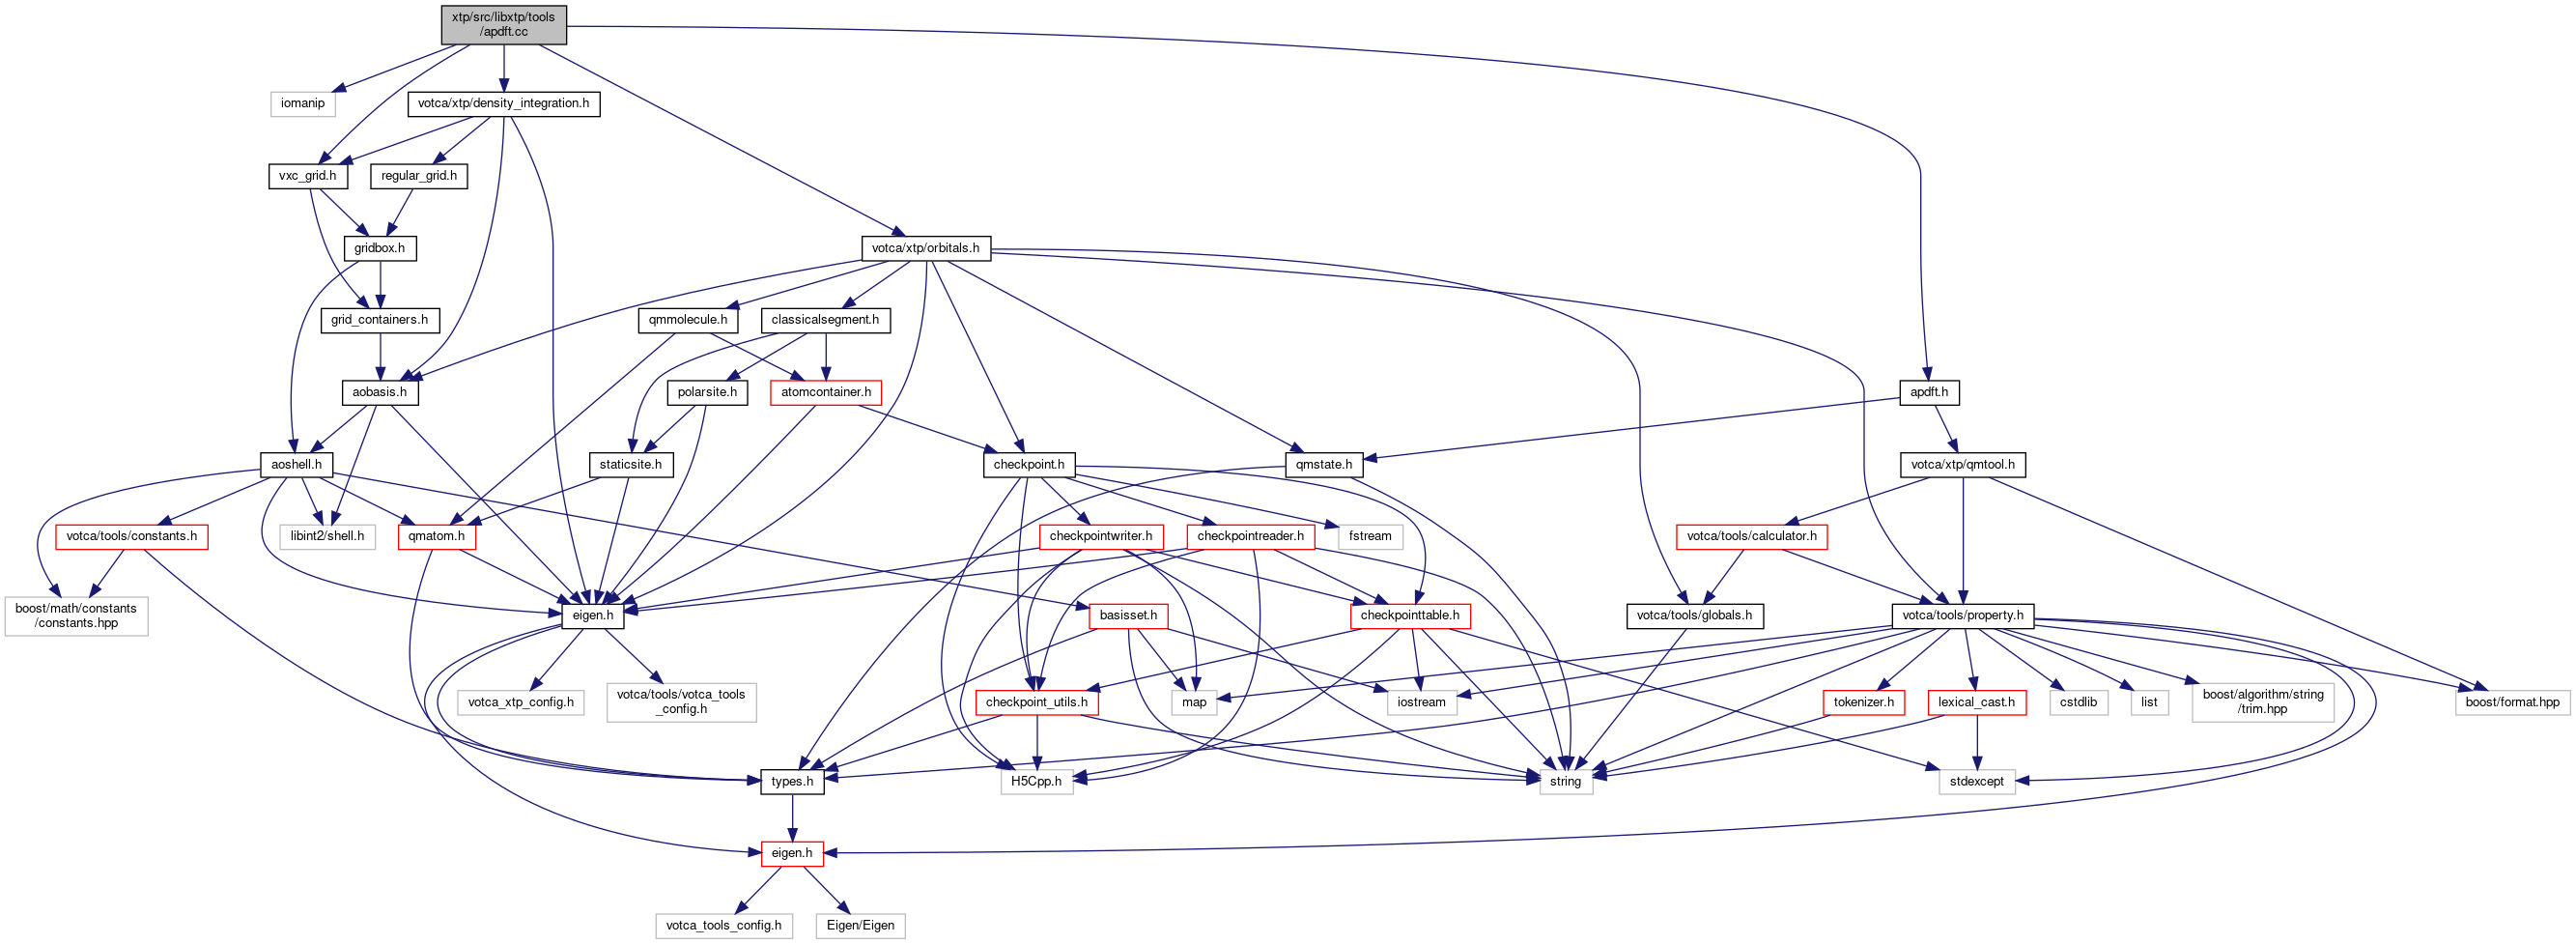 xtp/src/libxtp/tools
/apdft.cc
iomanip
votca/xtp/density_integration.h
vxc_grid.h
regular_grid.h
gridbox.h
votca/xtp/orbitals.h
grid_containers.h
qmmolecule.h
classicalsegment.h
aobasis.h
polarsite.h
atomcontainer.h
apdft.h
aoshell.h
staticsite.h
checkpoint.h
qmstate.h
votca/xtp/qmtool.h
votca/tools/constants.h
libint2/shell.h
qmatom.h
checkpointwriter.h
checkpointreader.h
fstream
votca/tools/calculator.h
boost/math/constants
/constants.hpp
eigen.h
basisset.h
checkpointtable.h
votca/tools/globals.h
votca/tools/property.h
votca_xtp_config.h
votca/tools/votca_tools
_config.h
checkpoint_utils.h
map
iostream
tokenizer.h
lexical_cast.h
cstdlib
list
boost/algorithm/string
/trim.hpp
boost/format.hpp
types.h
H5Cpp.h
string
stdexcept
eigen.h
votca_tools_config.h
Eigen/Eigen